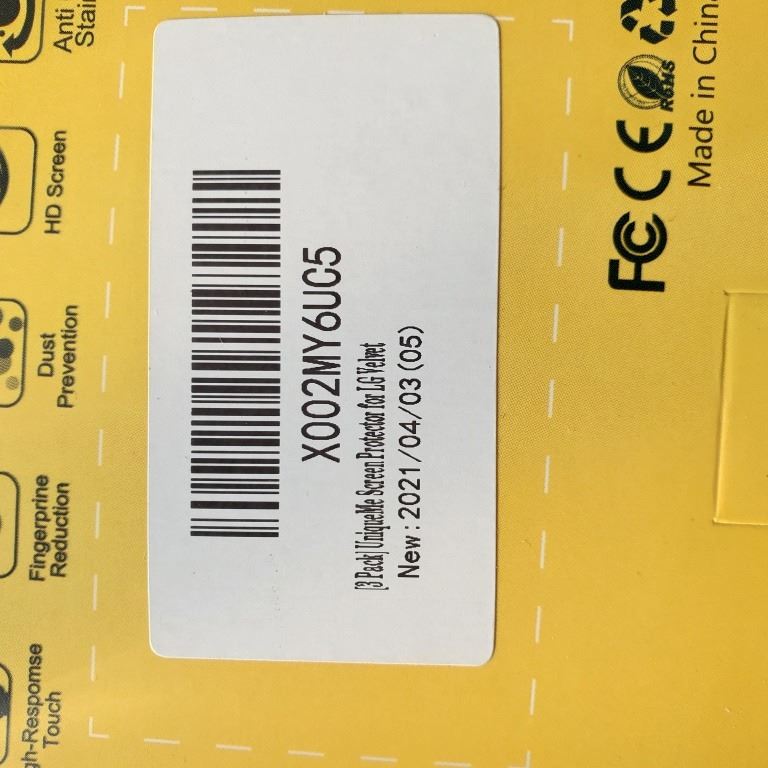 Anti
Stain
HD Screen
Dust
Prevention
Fingerprine
Reduction
gh-Respomse
Touch
X002MY6UC5
[3 Pack] UniqueMe Screen Protector for LG Velvet
New : 2021/04/03 (05)
FC CE RoHS
Made in China